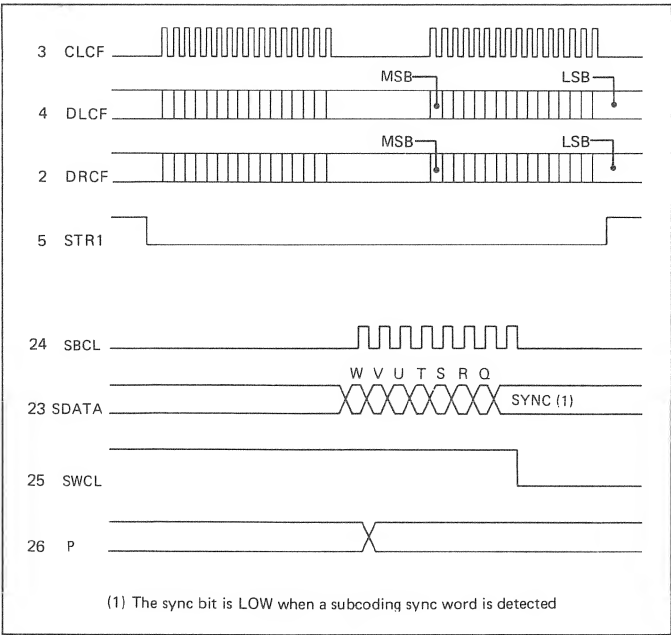 3 CLCF
MSB LSB
4 DLCF
MSB LSB
2 DRCF
5 STR1
24 SBCL
W V U T S R Q
23 SDATA SYNC (1)
25 SWCL
26 P
(1) The sync bit is LOW when a subcoding sync word is detected